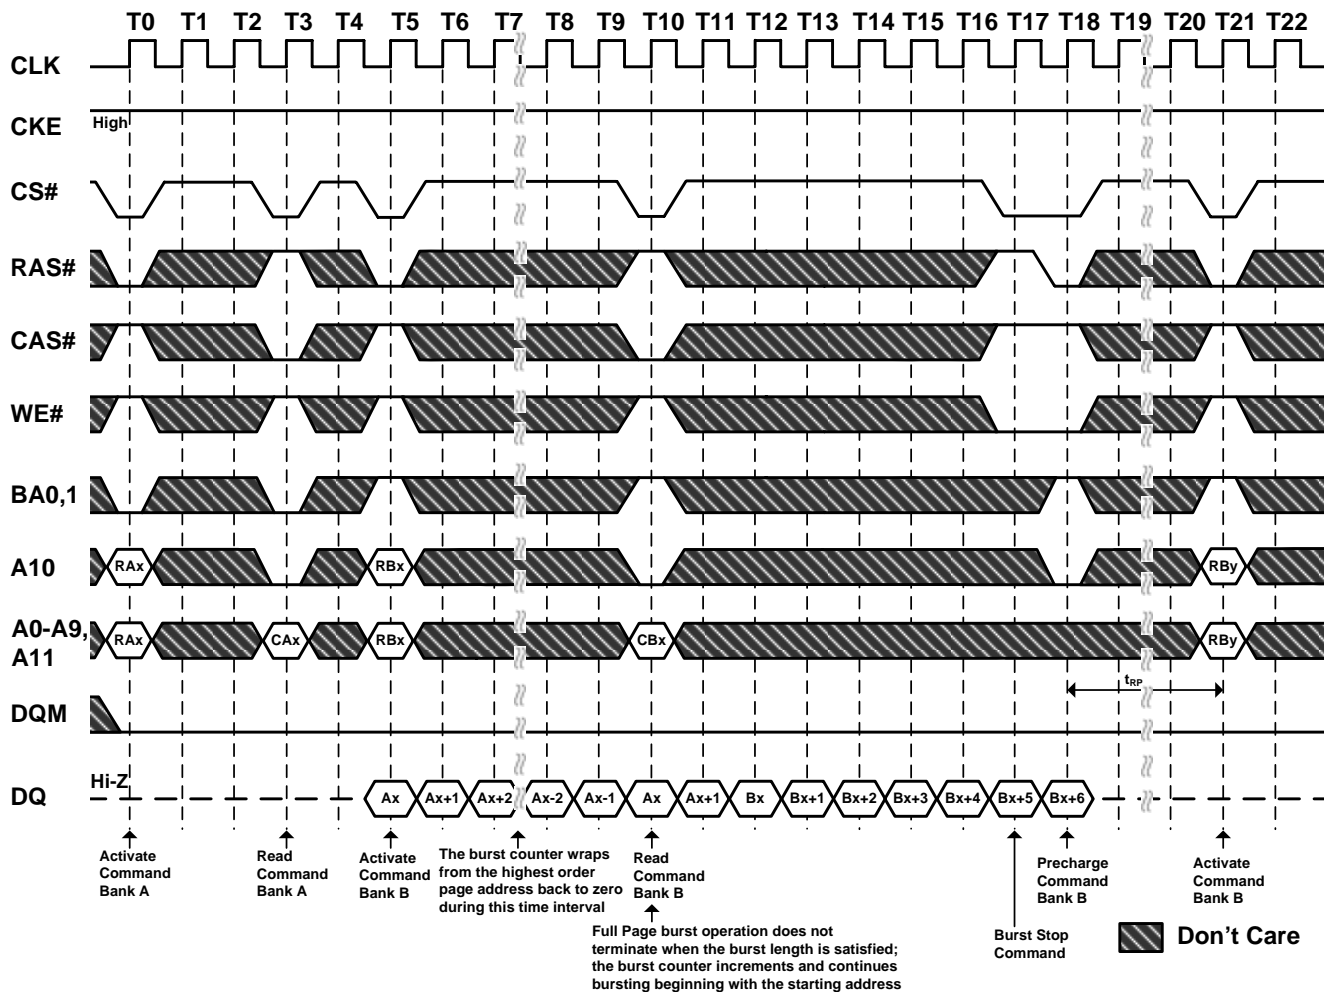 T0 T1 T2 T3 T4 T5 T6 T7 T8 T9 T10 T11 T12 T13 T14 T15 T16 T17 T18 T19 T20 T21 T22
CLK
CKE High
CS#
RAS#
CAS#
WE#
BA0,1
A10 RAx RBx RBy
A0-A9,
A11 RAx CAx RBx CBx RBy
tRP
DQM
Hi-Z
DQ Ax Ax+1 Ax+2 Ax-2 Ax-1 Ax Ax+1 Bx Bx+1 Bx+2 Bx+3 Bx+4 Bx+5 Bx+6
Activate
Command
Bank A
Read
Command
Bank A
Activate
Command
Bank B
The burst counter wraps
from the highest order
page address back to zero
during this time interval
Read
Command
Bank B
Full Page burst operation does not
terminate when the burst length is satisfied;
the burst counter increments and continues
bursting beginning with the starting address
Burst Stop
Command
Precharge
Command
Bank B
Activate
Command
Bank B
Don't Care